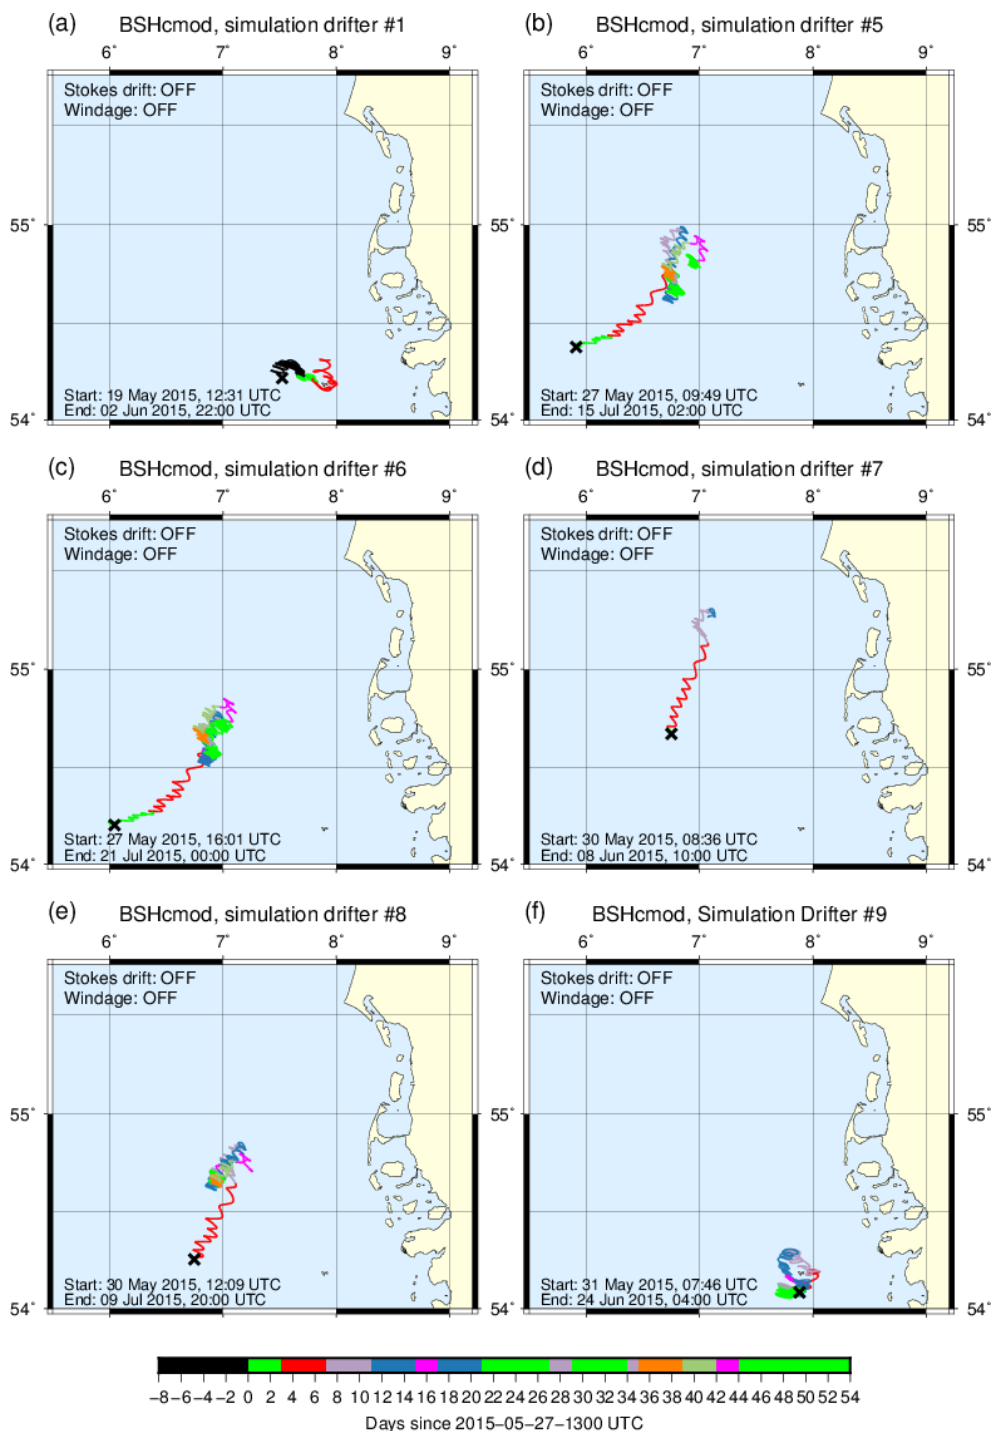 (a) BSHcmod, simulation drifter #1
6° 7° 8° 9°
Stokes drift: OFF
Windage: OFF
55°
54°
Start: 19 May 2015, 12:31 UTC
End: 02 Jun 2015, 22:00 UTC
(b) BSHcmod, simulation drifter #5
6° 7° 8° 9°
Stokes drift: OFF
Windage: OFF
55°
54°
Start: 27 May 2015, 09:49 UTC
End: 15 Jul 2015, 02:00 UTC
(c) BSHcmod, simulation drifter #6
6° 7° 8° 9°
Stokes drift: OFF
Windage: OFF
55°
54°
Start: 27 May 2015, 16:01 UTC
End: 21 Jul 2015, 00:00 UTC
(d) BSHcmod, simulation drifter #7
6° 7° 8° 9°
Stokes drift: OFF
Windage: OFF
55°
54°
Start: 30 May 2015, 08:36 UTC
End: 08 Jun 2015, 10:00 UTC
(e) BSHcmod, simulation drifter #8
6° 7° 8° 9°
Stokes drift: OFF
Windage: OFF
55°
54°
Start: 30 May 2015, 12:09 UTC
End: 09 Jul 2015, 20:00 UTC
(f) BSHcmod, Simulation Drifter #9
6° 7° 8° 9°
Stokes drift: OFF
Windage: OFF
55°
54°
Start: 31 May 2015, 07:46 UTC
End: 24 Jun 2015, 04:00 UTC
−8 −6 −4 −2 0 2 4 6 8 10 12 14 16 18 20 22 24 26 28 30 32 34 36 38 40 42 44 46 48 50 52 54
Days since 2015−05−27−1300 UTC